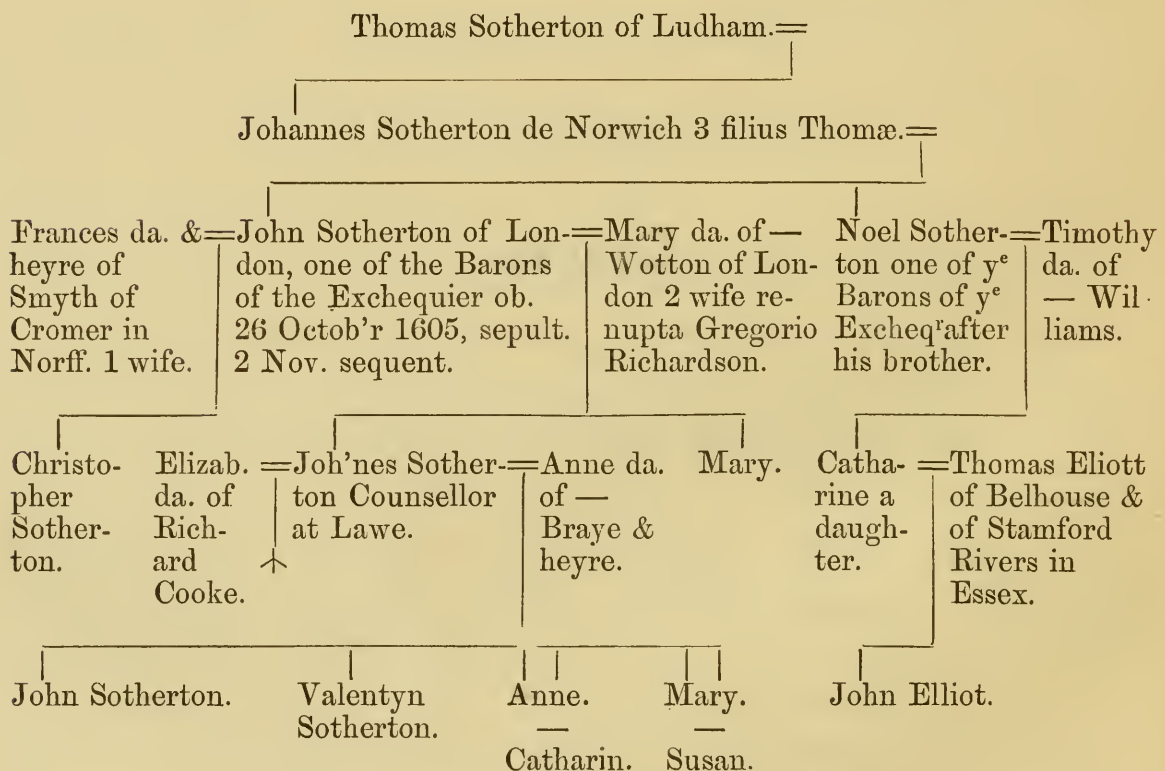 Thomas Sotherton of Ludham.=
Johannes Sotherton de Norwich 3 filius Thomæ.=
Frances da. &=
heyre of
Smyth of
Cromer in
Norff. 1 wife.
John Sotherton of Lon-=
don, one of the Barons
of the Exchequier ob.
26 Octob'r 1605, sepult.
2 Nov. sequent.
Mary da. of —
Wotton of Lon-
don 2 wife re-
nupta Gregorio
Richardson.
Noel Sother-=
ton one of yᵉ
Barons of yᵉ
Excheqʳ after
his brother.
Timothy
da. of
— Wil-
liams.
Christo-
pher
Sother-
ton.
Elizab. =
da. of
Rich-
ard
Cooke.
Joh'nes Sother-=
ton Counsellor
at Lawe.
Anne da.
of —
Braye &
heyre.
Mary.
Catha- =
rine a
daugh-
ter.
Thomas Eliott
of Belhouse &
of Stamford
Rivers in
Essex.
John Sotherton.
Valentyn
Sotherton.
Anne.
—
Catharin.
Mary.
—
Susan.
John Elliot.